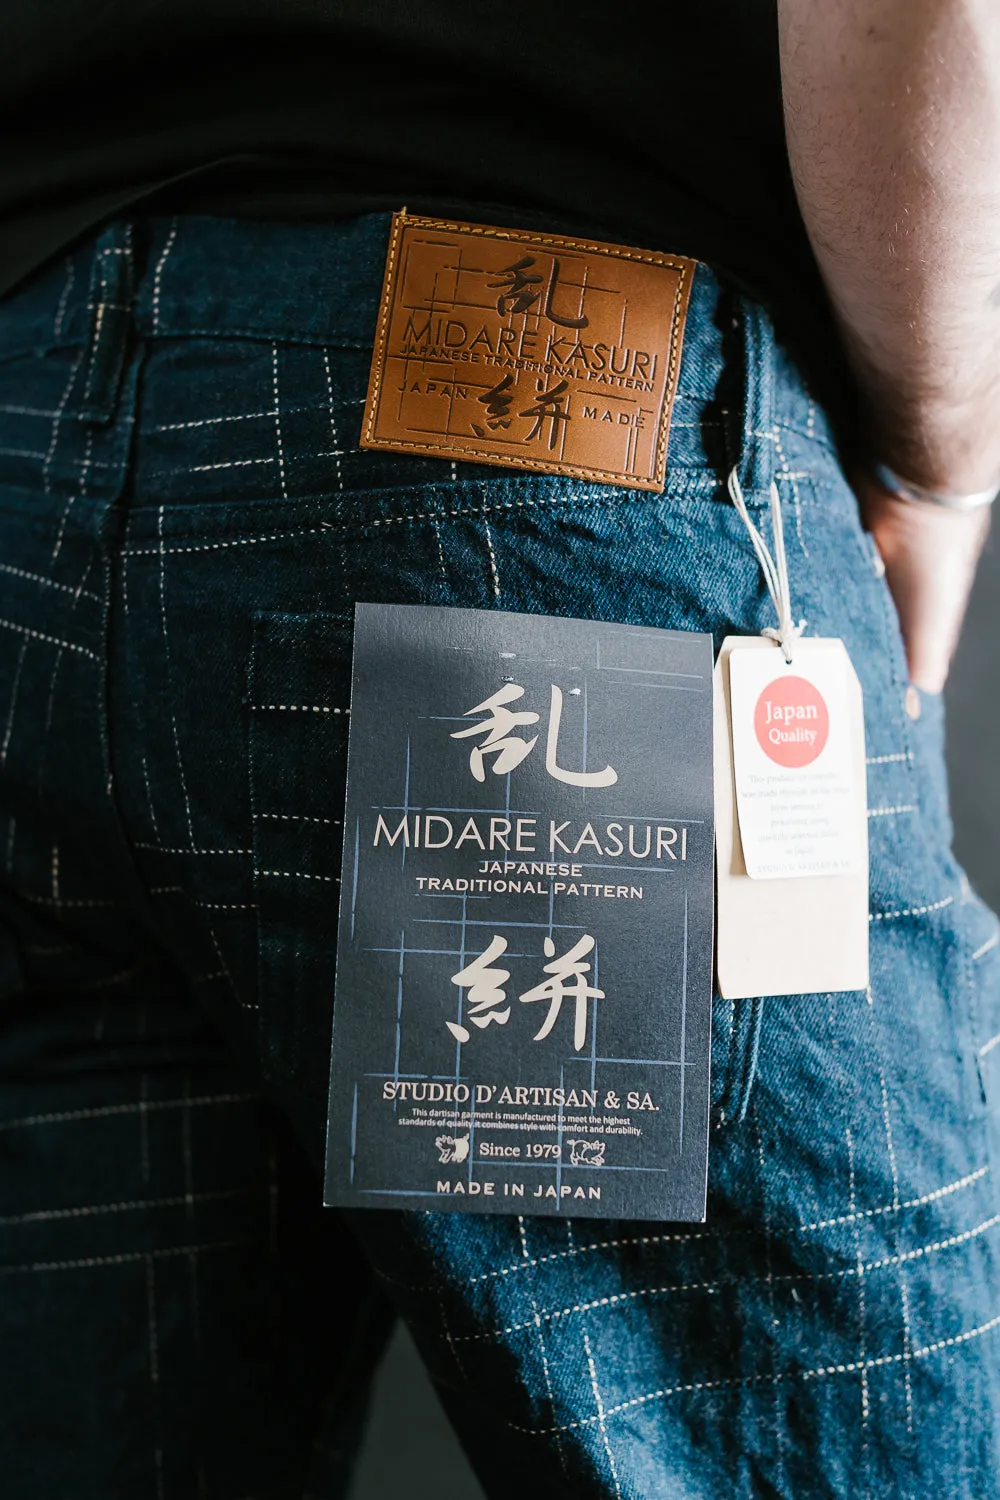 乱
MIDARE KASURI
JAPANESE TRADITIONAL PATTERN
JAPAN
絣
MADE
乱
MIDARE KASURI
JAPANESE
TRADITIONAL PATTERN
絣
STUDIO D'ARTISAN & SA.
This dartisan garment is manufactured to meet the highest
standards of quality.it combines style with comfort and durability.
Since 1979
MADE IN JAPAN
Japan
Quality